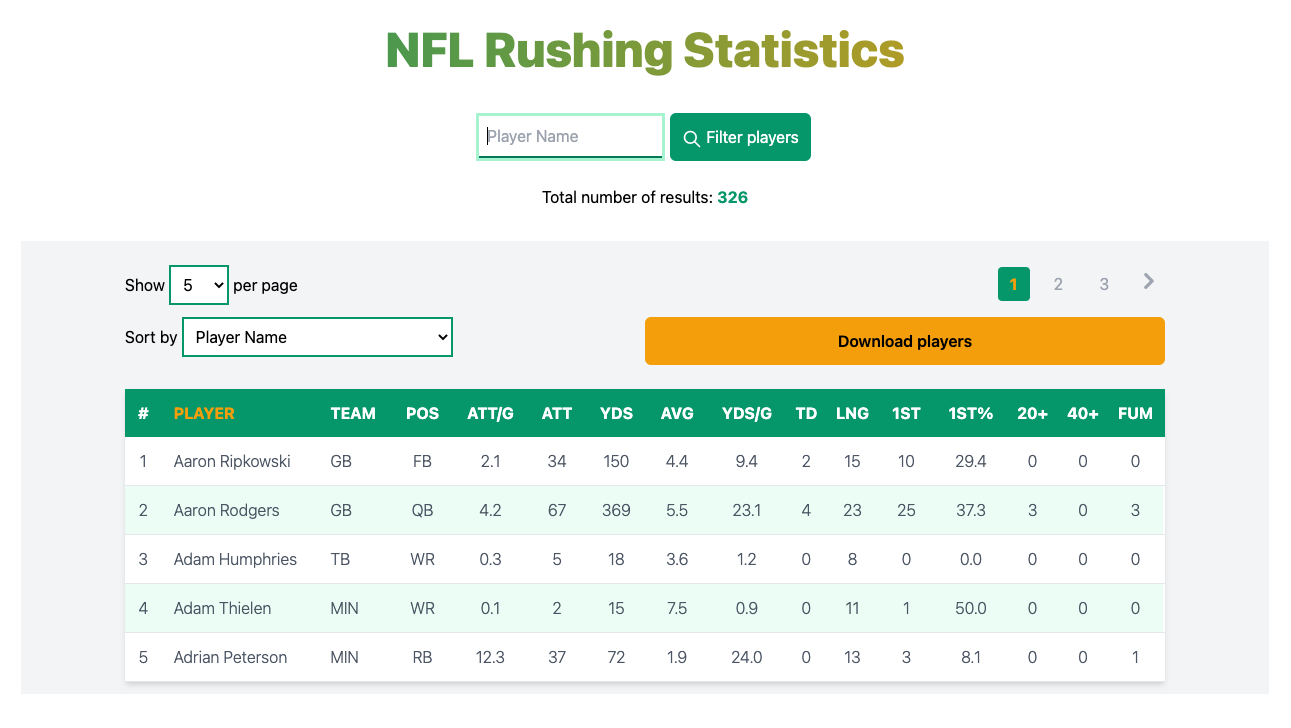 NFL Rushing Statistics
Player Name
Filter players
Total number of results: 326
Show 5 per page
1 2 3
Sort by Player Name
Download players
# PLAYER TEAM POS ATT/G ATT YDS AVG YDS/G TD LNG 1ST 1ST% 20+ 40+ FUM
1 Aaron Ripkowski GB FB 2.1 34 150 4.4 9.4 2 15 10 29.4 0 0 0
2 Aaron Rodgers GB QB 4.2 67 369 5.5 23.1 4 23 25 37.3 3 0 3
3 Adam Humphries TB WR 0.3 5 18 3.6 1.2 0 8 0 0.0 0 0 0
4 Adam Thielen MIN WR 0.1 2 15 7.5 0.9 0 11 1 50.0 0 0 0
5 Adrian Peterson MIN RB 12.3 37 72 1.9 24.0 0 13 3 8.1 0 0 1